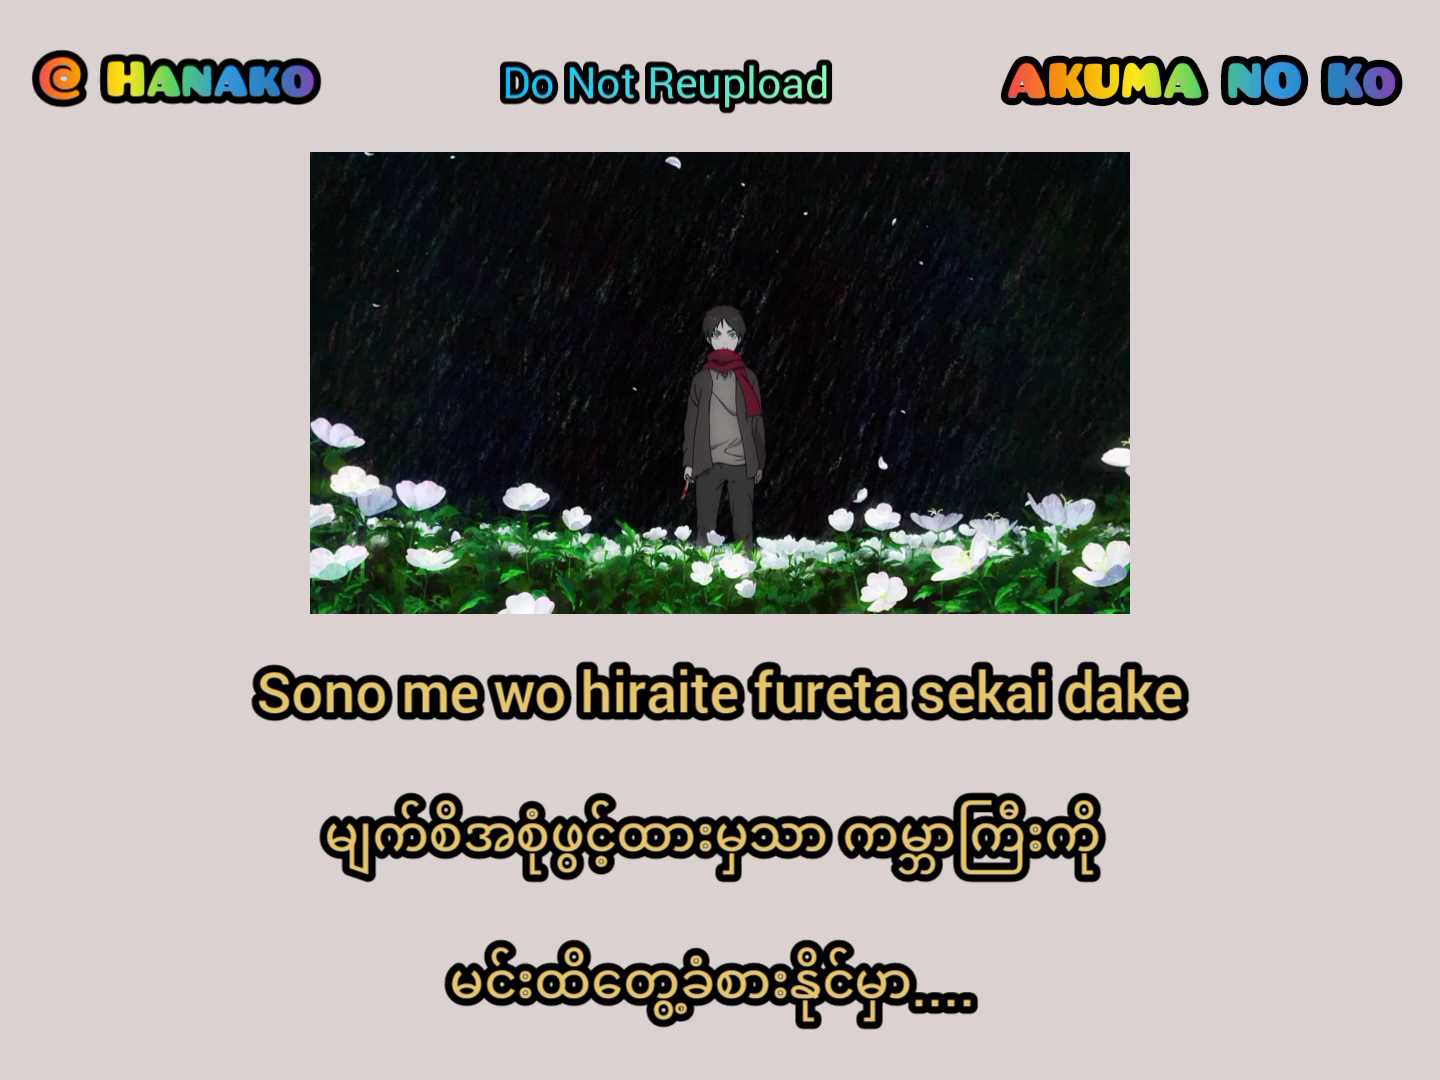 @ HANAKO
Do Not Reupload
AKUMA NO KO
Sono me wo hiraite fureta sekai dake
မျက်စိအစုံဖွင့်ထားမှသာ ကမ္ဘာကြီးကို
မင်းထိတွေ့ခံစားနိုင်မှာ....